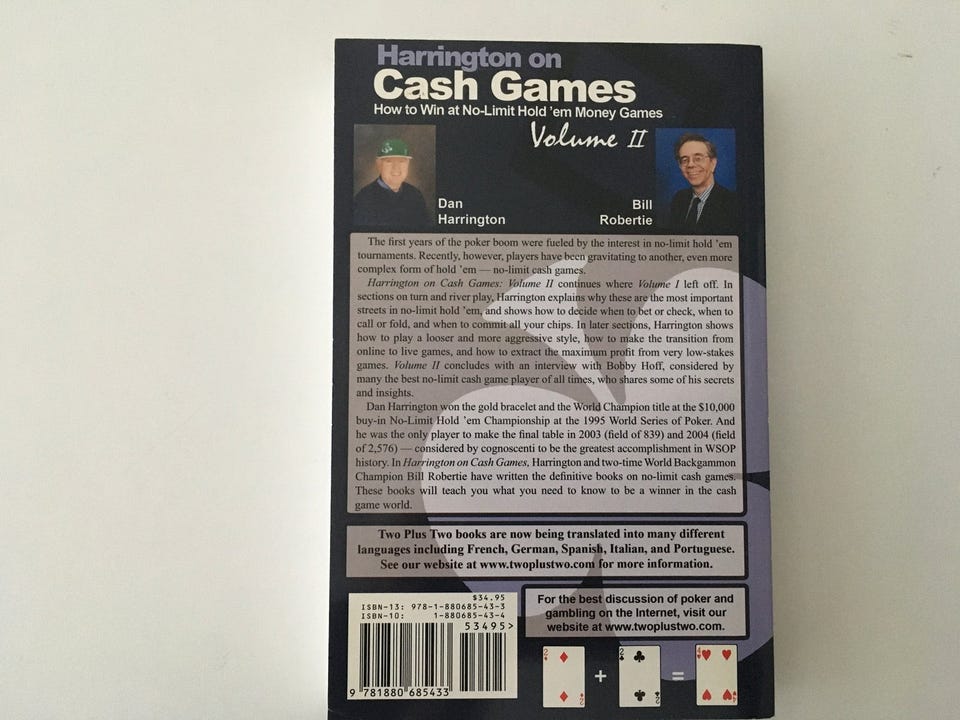 Harrington on
Cash Games
How to Win at No-Limit Hold 'em Money Games
Volume II
Dan
Harrington
Bill
Robertie
The first years of the poker boom were fueled by the interest in no-limit hold 'em
tournaments. Recently, however, players have been gravitating to another, even more
complex form of hold 'em — no-limit cash games.
Harrington on Cash Games: Volume II continues where Volume I left off. In
sections on turn and river play, Harrington explains why these are the most important
streets in no-limit hold 'em, and shows how to decide when to bet or check, when to
call or fold, and when to commit all your chips. In later sections, Harrington shows
how to play a looser and more aggressive style, how to make the transition from
online to live games, and how to extract the maximum profit from very low-stakes
games. Volume II concludes with an interview with Bobby Hoff, considered by
many the best no-limit cash game player of all times, who shares some of his secrets
and insights.
Dan Harrington won the gold bracelet and the World Champion title at the $10,000
buy-in No-Limit Hold 'em Championship at the 1995 World Series of Poker. And
he was the only player to make the final table in 2003 (field of 839) and 2004 (field
of 2,576) — considered by cognoscenti to be the greatest accomplishment in WSOP
history. In Harrington on Cash Games, Harrington and two-time World Backgammon
Champion Bill Robertie have written the definitive books on no-limit cash games.
These books will teach you what you need to know to be a winner in the cash
game world.
Two Plus Two books are now being translated into many different
languages including French, German, Spanish, Italian, and Portuguese.
See our website at www.twoplustwo.com for more information.
$34.95
ISBN-13: 978-1-880685-43-3
ISBN-10: 1-880685-43-4
53495>
9 781880 685433
For the best discussion of poker and
gambling on the Internet, visit our
website at www.twoplustwo.com.
2 + 2 = 4